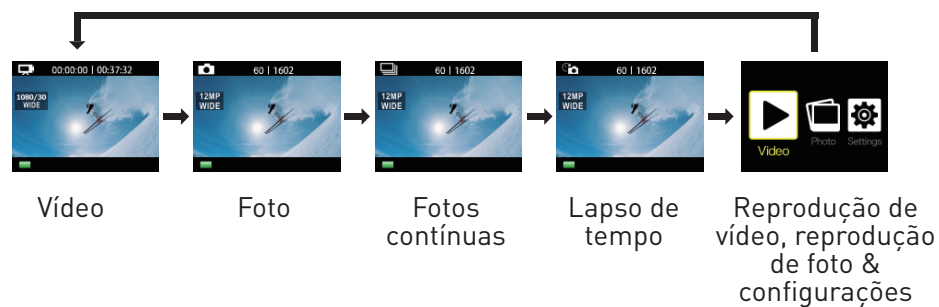 00:00:00 | 00:37:32
1080/30
WIDE
60 | 1602
12MP
WIDE
60 | 1602
12MP
WIDE
60 | 1602
12MP
WIDE
Video
Photo
Settings
Vídeo
Foto
Fotos
contínuas
Lapso de
tempo
Reprodução de
vídeo, reprodução
de foto &
configurações